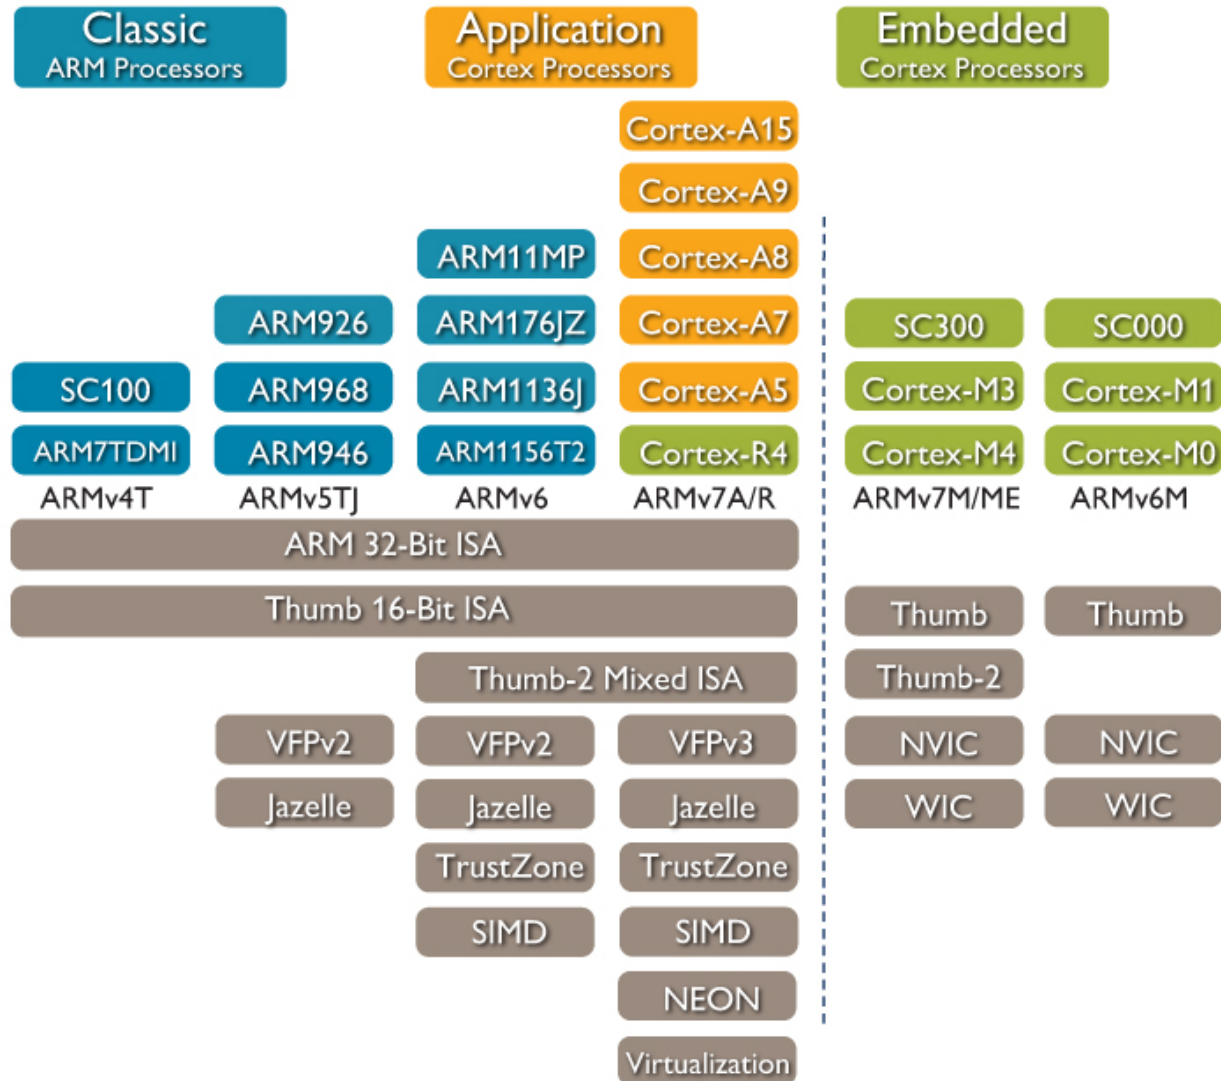 Classic
ARM Processors
Application
Cortex Processors
Embedded
Cortex Processors
Cortex-A15
Cortex-A9
ARM11MP
Cortex-A8
ARM926
ARM176JZ
Cortex-A7
SC300
SC000
SC100
ARM968
ARM1136J
Cortex-A5
Cortex-M3
Cortex-M1
ARM7TDMI
ARM946
ARM1156T2
Cortex-R4
Cortex-M4
Cortex-M0
ARMv4T
ARMv5TJ
ARMv6
ARMv7A/R
ARMv7M/ME
ARMv6M
ARM 32-Bit ISA
Thumb 16-Bit ISA
Thumb
Thumb
Thumb-2 Mixed ISA
Thumb-2
VFPv2
VFPv2
VFPv3
NVIC
NVIC
Jazelle
Jazelle
Jazelle
WIC
WIC
TrustZone
TrustZone
SIMD
SIMD
NEON
Virtualization